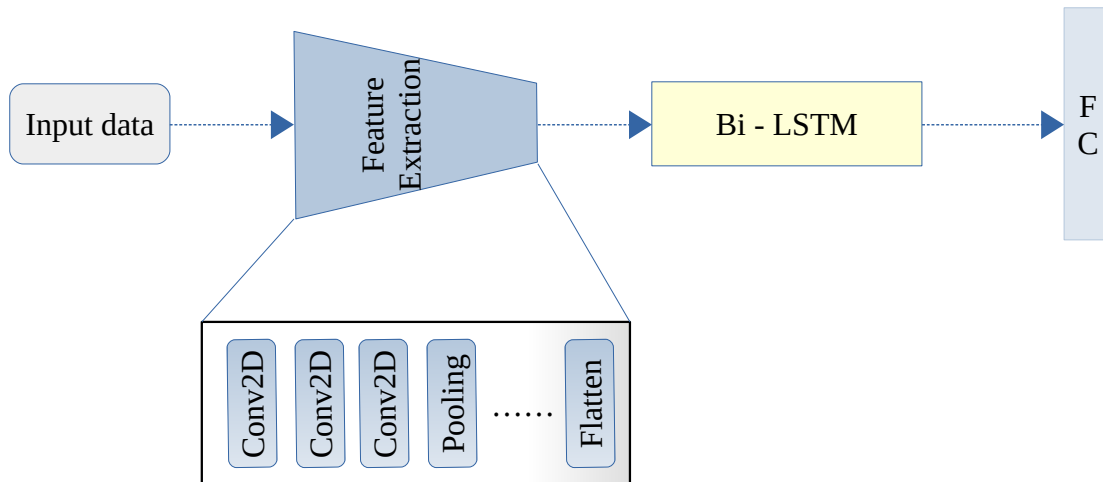 Input data
Feature
Extraction
Bi - LSTM
F
C
Conv2D
Conv2D
Conv2D
Pooling
......
Flatten